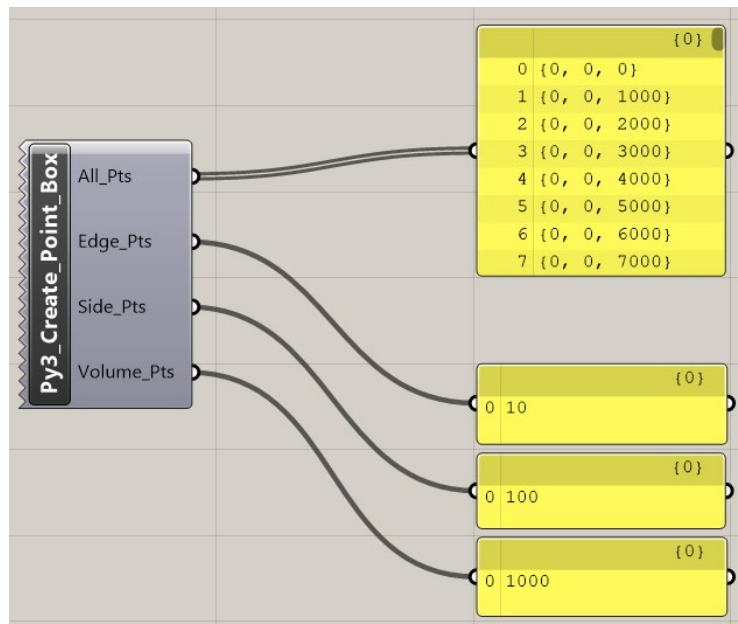 Py3_Create_Point_Box
All_Pts
Edge_Pts
Side_Pts
Volume_Pts
{0}
0 {0, 0, 0}
1 {0, 0, 1000}
2 {0, 0, 2000}
3 {0, 0, 3000}
4 {0, 0, 4000}
5 {0, 0, 5000}
6 {0, 0, 6000}
7 {0, 0, 7000}
{0}
0 10
{0}
0 100
{0}
0 1000